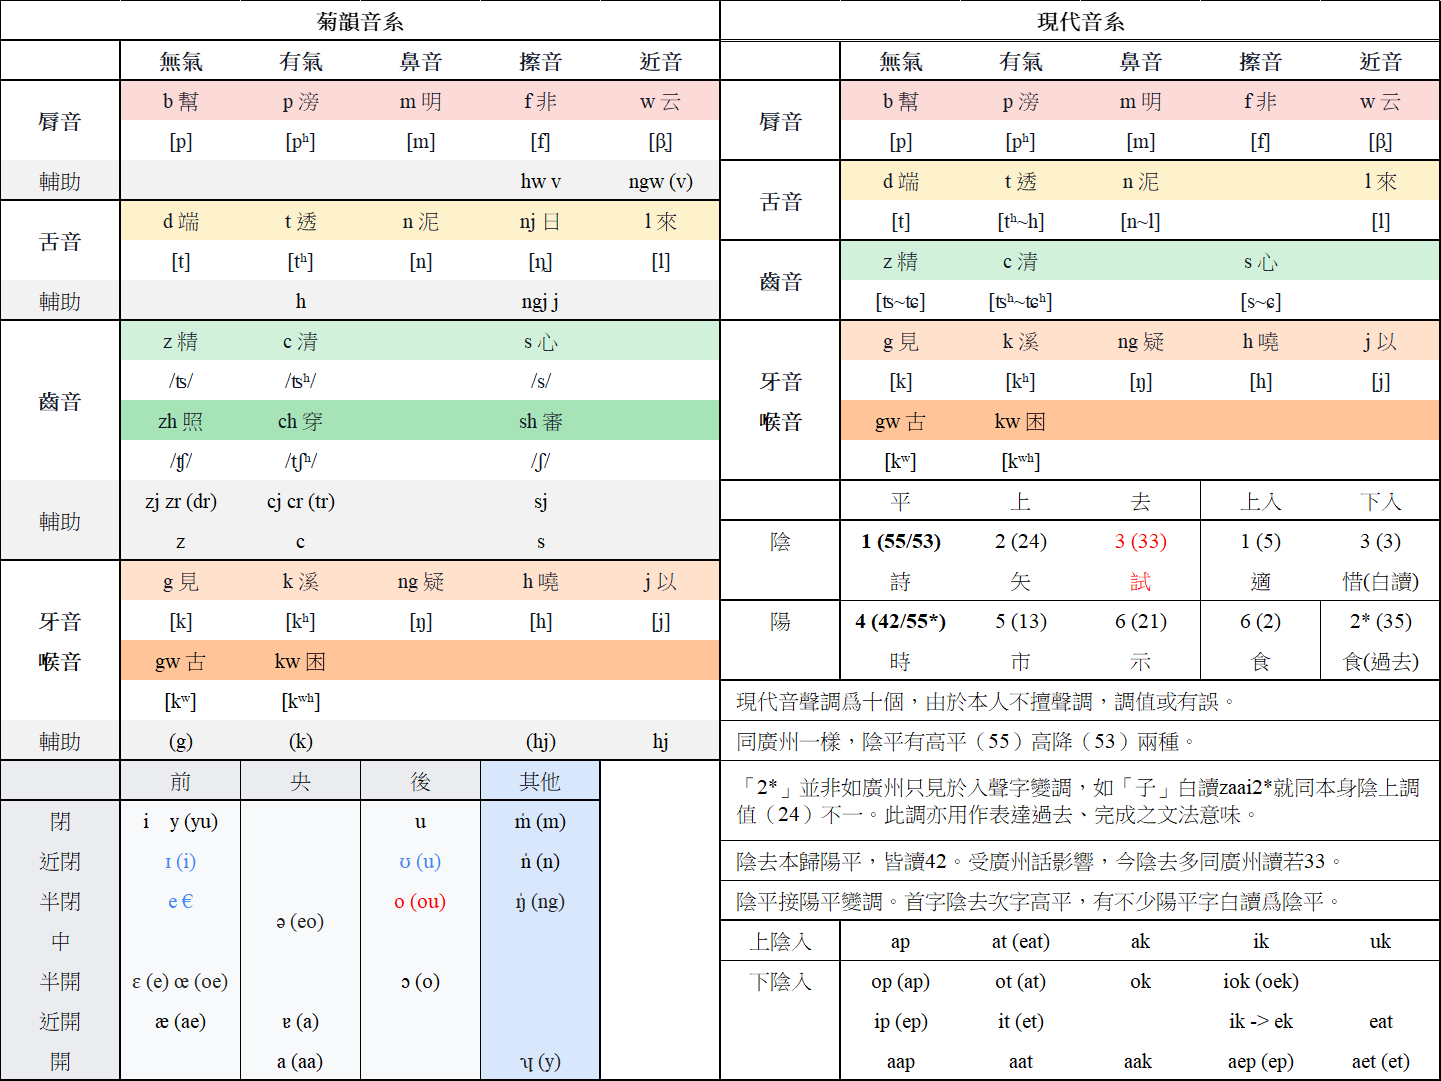 菊韻音系
無氣 有氣 鼻音 擦音 近音
脣音 b 幫 p 滂 m 明 f 非 w 云
[p] [pʰ] [m] [f] [β̞]
輔助 hw v ngw (v)
舌音 d 端 t 透 n 泥 nj 日 l 來
[t] [tʰ] [n] [ȵ] [l]
輔助 h ngj j
齒音 z 精 c 清 s 心
/ʦ/ /ʦʰ/ /s/
zh 照 ch 穿 sh 審
/ʧ/ /tʃʰ/ /ʃ/
輔助 zj zr (dr) cj cr (tr) sj
z c s
牙音 喉音 g 見 k 溪 ng 疑 h 嘵 j 以
[k] [kʰ] [ŋ] [h] [j]
gw 古 kw 困
[kʷ] [kʷʰ]
輔助 (g) (k) (hj) hj
前 央 後 其他
閉 i y (yu) u ṁ (m)
近閉 ɪ (i) ʊ (u) ṅ (n)
半閉 e € ə (eo) o (ou) ŋ̇ (ng)
中
半開 ɛ (e) œ (oe) ɔ (o)
近開 æ (ae) ɐ (a)
開 a (aa) ʮ (y)
現代音系
無氣 有氣 鼻音 擦音 近音
脣音 b 幫 p 滂 m 明 f 非 w 云
[p] [pʰ] [m] [f] [β̞]
舌音 d 端 t 透 n 泥 l 來
[t] [tʰ~h] [n~l] [l]
齒音 z 精 c 清 s 心
[ʦ~ʨ] [ʦʰ~ʨʰ] [s~ɕ]
牙音 喉音 g 見 k 溪 ng 疑 h 嘵 j 以
[k] [kʰ] [ŋ] [h] [j]
gw 古 kw 困
[kʷ] [kʷʰ]
平 上 去 上入 下入
陰 1 (55/53) 2 (24) 3 (33) 1 (5) 3 (3)
詩 矢 試 適 惜(白讀)
陽 4 (42/55*) 5 (13) 6 (21) 6 (2) 2* (35)
時 市 示 食 食(過去)
現代音聲調爲十個，由於本人不擅聲調，調值或有誤。
同廣州一樣，陰平有高平（55）高降（53）兩種。
「2*」並非如廣州只見於入聲字變調，如「子」白讀zaai2*就同本身陰上調
值（24）不一。此調亦用作表達過去、完成之文法意味。
陰去本歸陽平，皆讀42。受廣州話影響，今陰去多同廣州讀若33。
陰平接陽平變調。首字陰去次字高平，有不少陽平字白讀爲陰平。
上陰入 ap at (eat) ak ik uk
下陰入 op (ap) ot (at) ok iok (oek)
ip (ep) it (et) ik -> ek eat
aap aat aak aep (ep) aet (et)